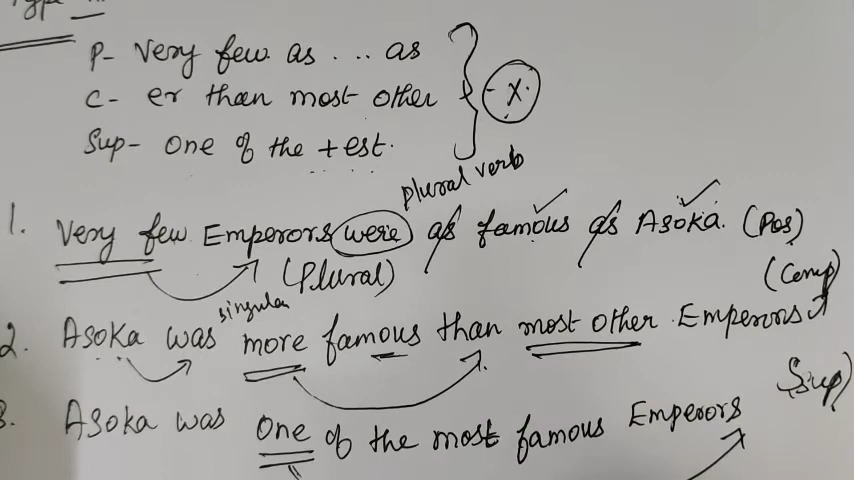 Type
P- Very few as ... as
C- er than most other
Sup- One of the + est.
X
plural verb
1. Very few Emperors were as famous as Asoka. (Pos)
(Plural)
(Comp)
singular
2. Asoka was more famous than most other Emperors
Sup)
3. Asoka was one of the most famous Emperors